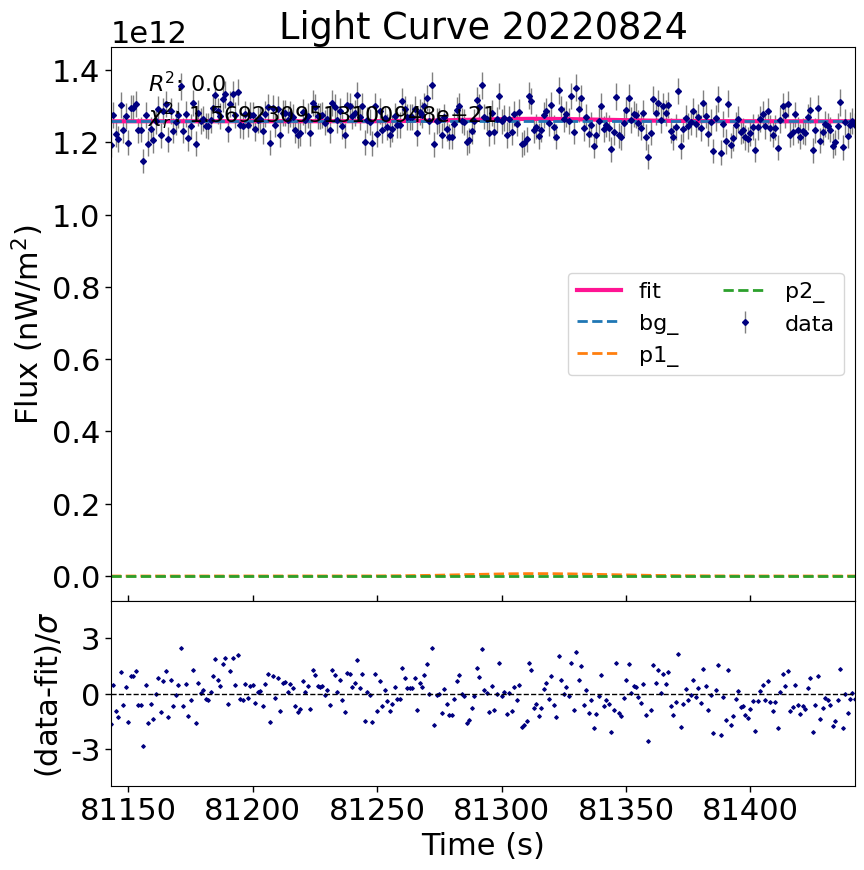 Light Curve 20220824
1e12
R²: 0.0
1.4
1.2
1.0
0.8
0.6
0.4
0.2
0.0
Flux (nW/m²)
fit
bg_
p1_
p2_
data
3
0
-3
(data-fit)/σ
81150 81200 81250 81300 81350 81400
Time (s)